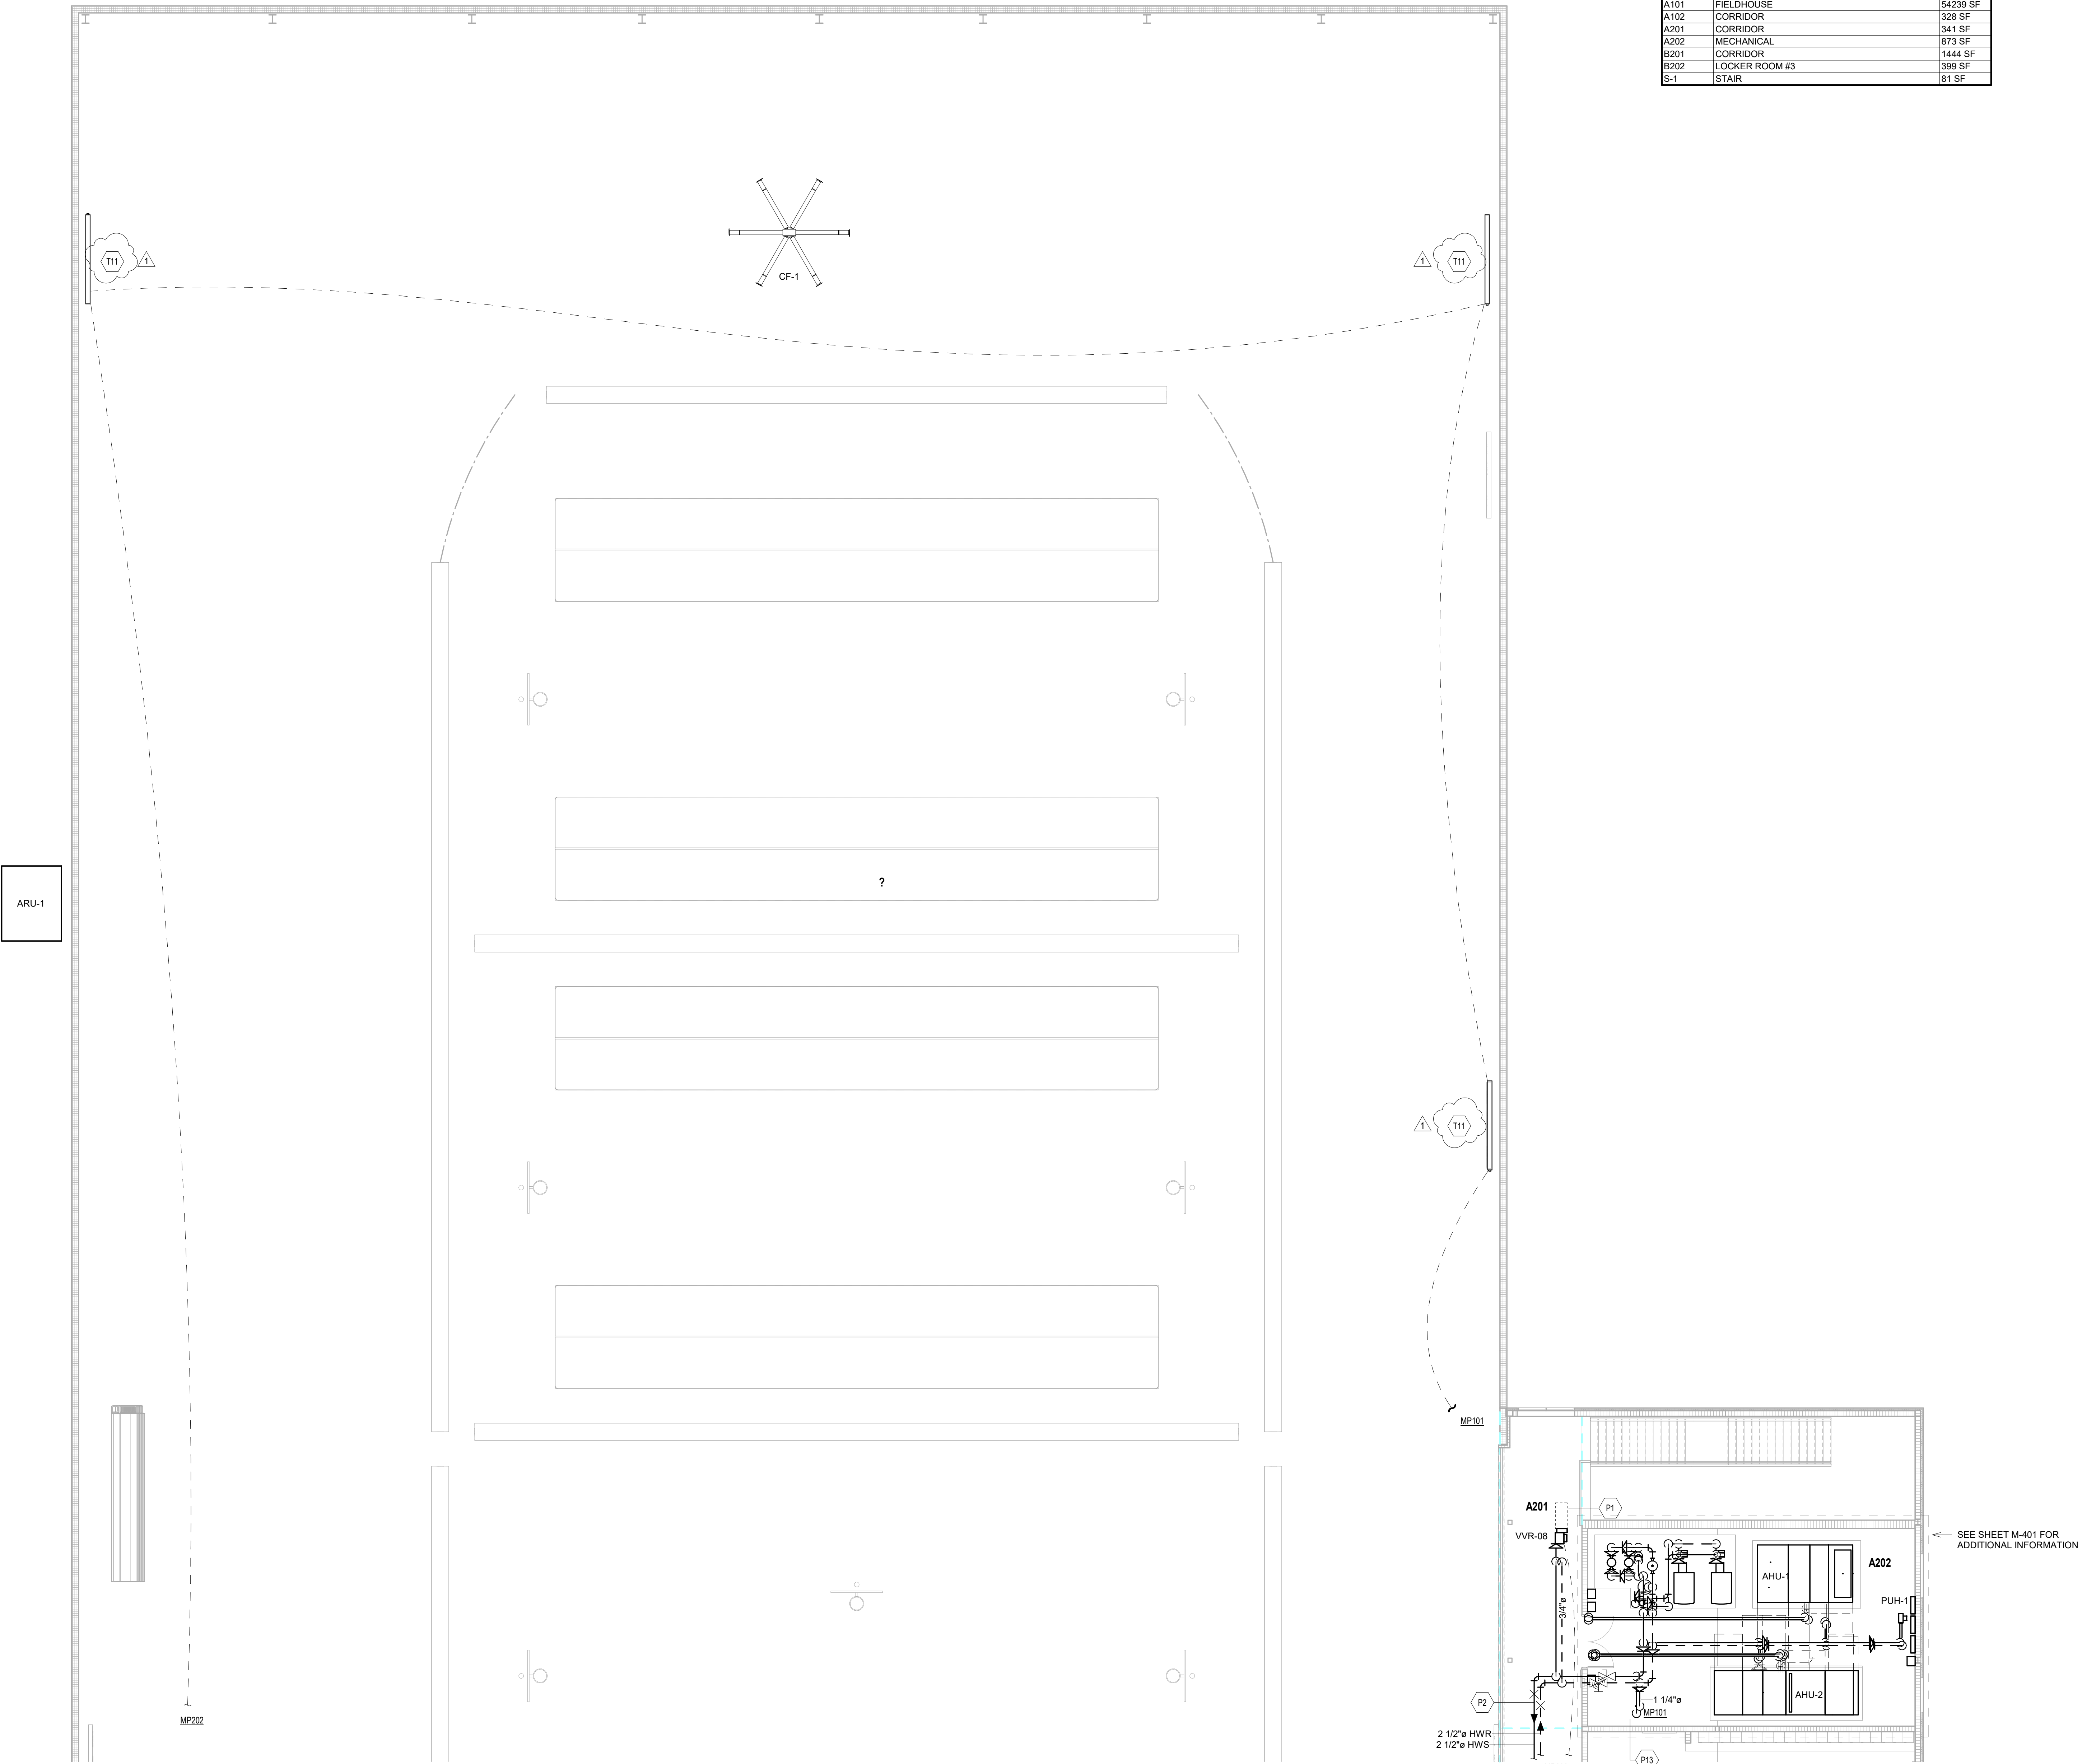 A101 FIELDHOUSE 54239 SF
A102 CORRIDOR 328 SF
A201 CORRIDOR 341 SF
A202 MECHANICAL 873 SF
B201 CORRIDOR 1444 SF
B202 LOCKER ROOM #3 399 SF
S-1 STAIR 81 SF
T11 1
CF-1
1 T11
?
ARU-1
1 T11
MP101
A201
P1
VVR-08
SEE SHEET M-401 FOR
ADDITIONAL INFORMATION
A202
AHU-1
PUH-1
3/4"ø
AHU-2
P2
1 1/4"ø
MP101
MP202
2 1/2"ø HWR
2 1/2"ø HWS
P13